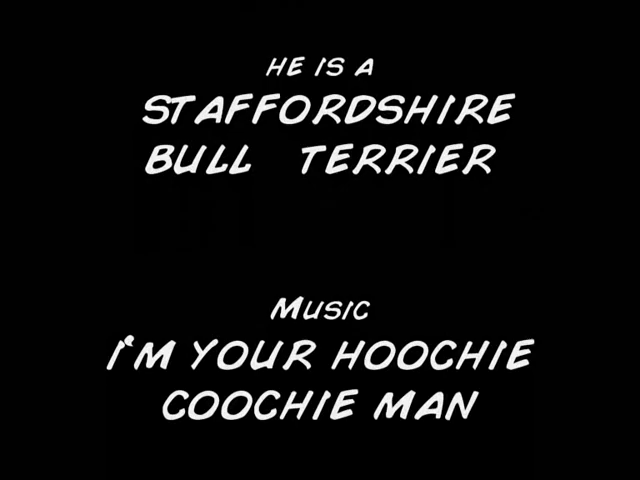 HE IS A
STAFFORDSHIRE
BULL TERRIER
MUSIC
I'M YOUR HOOCHIE
COOCHIE MAN